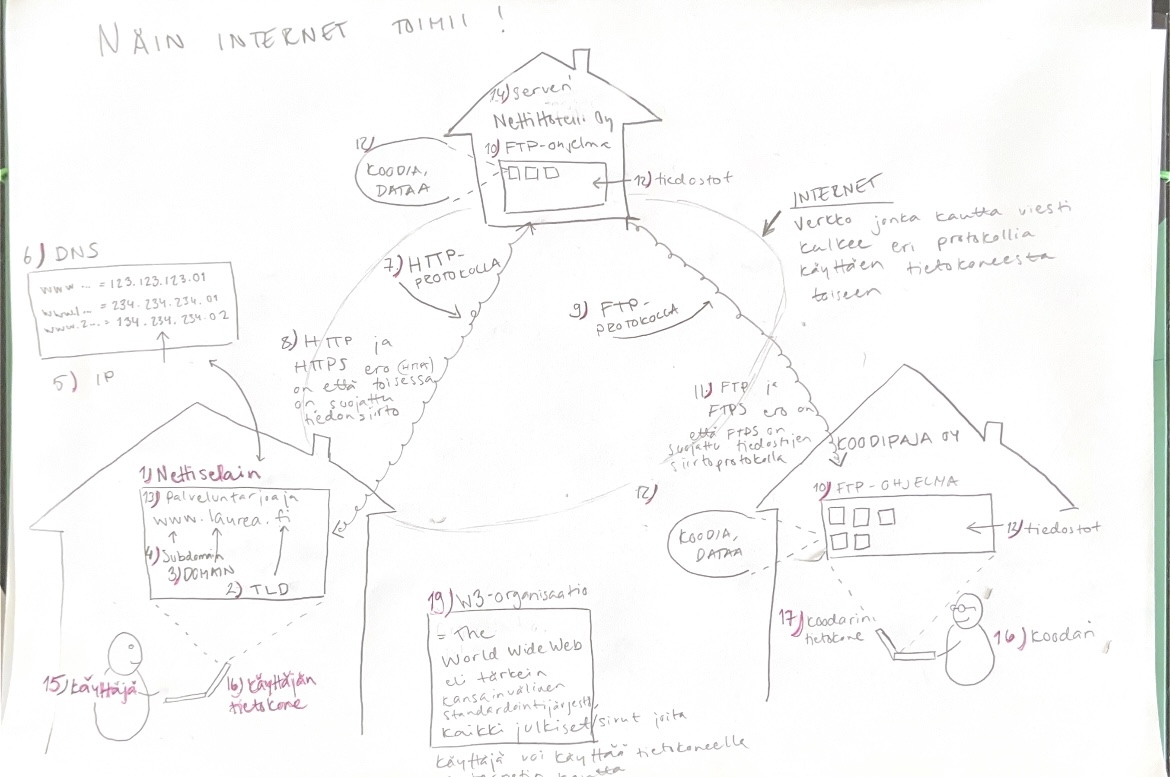 NÄIN INTERNET TOIMII!
14) Serveri
NettiHotelli Oy
10) FTP-ohjelma
12)
KOODIA,
DATAA
12) tiedostot
INTERNET
Verkko jonka kautta viesti
kulkee eri protokollia
käyttäen tietokoneesta
toiseen
6) DNS
www ... = 123.123.123.01
www.1... = 234.234.234.01
www.2... = 134.234.234.02
5) IP
7) HTTP-
PROTOKOLLA
8) HTTP ja
HTTPS ero (HTTPS)
on että toisessa
on suojattu
tiedonsiirto
9) FTP-
PROTOKOLLA
11) FTP ja
FTPS ero on
että FTPS on
suojattu tiedostojen
siirtoprotokolla
1) Nettiselain
13) Palveluntarjoaja
www.laurea.fi
4) Subdomain
3) DOMAIN
2) TLD
15) Käyttäjä
16) Käyttäjän
tietokone
KOODIPAJA OY
10) FTP-OHJELMA
12)
KOODIA,
DATAA
12) tiedostot
17) Koodarin
tietokone
16) Koodari
19) W3-organisaatio
= The
World Wide Web
eli tärkein
kansainvälinen
standardointijärjestö,
kaikki julkiset sivut joita
käyttäjä voi käyttää tietokoneella
kautta